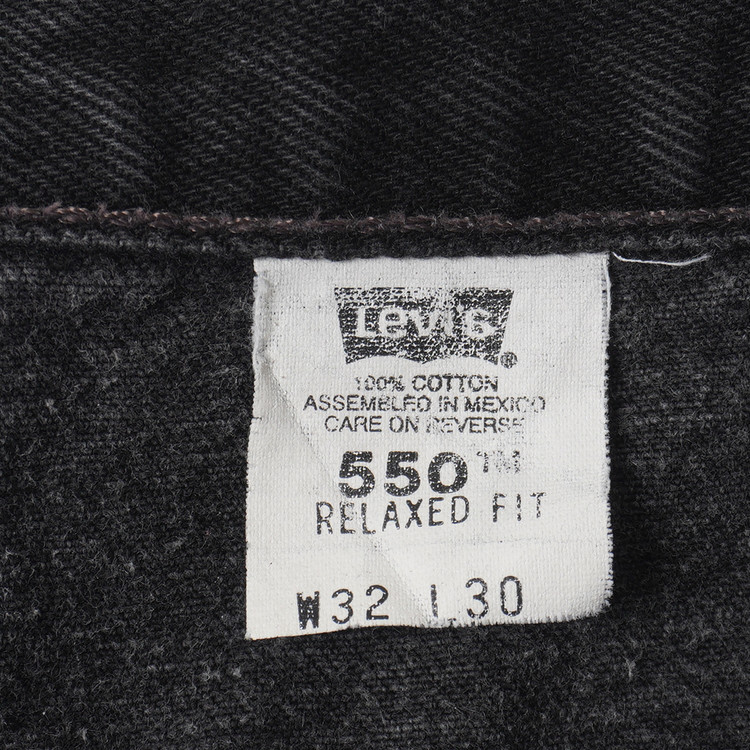 Levi's®
100% COTTON
ASSEMBLED IN MEXICO
CARE ON REVERSE
550™
RELAXED FIT
W32 L30